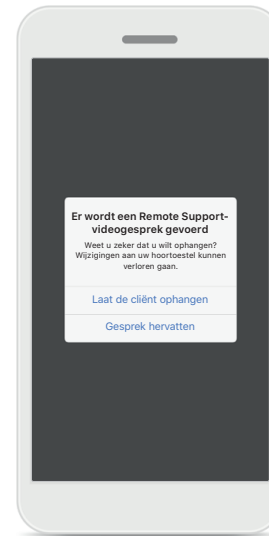 Er wordt een Remote Support-
videogesprek gevoerd
Weet u zeker dat u wilt ophangen?
Wijzigingen aan uw hoortoestel kunnen
verloren gaan.
Laat de cliënt ophangen
Gesprek hervatten